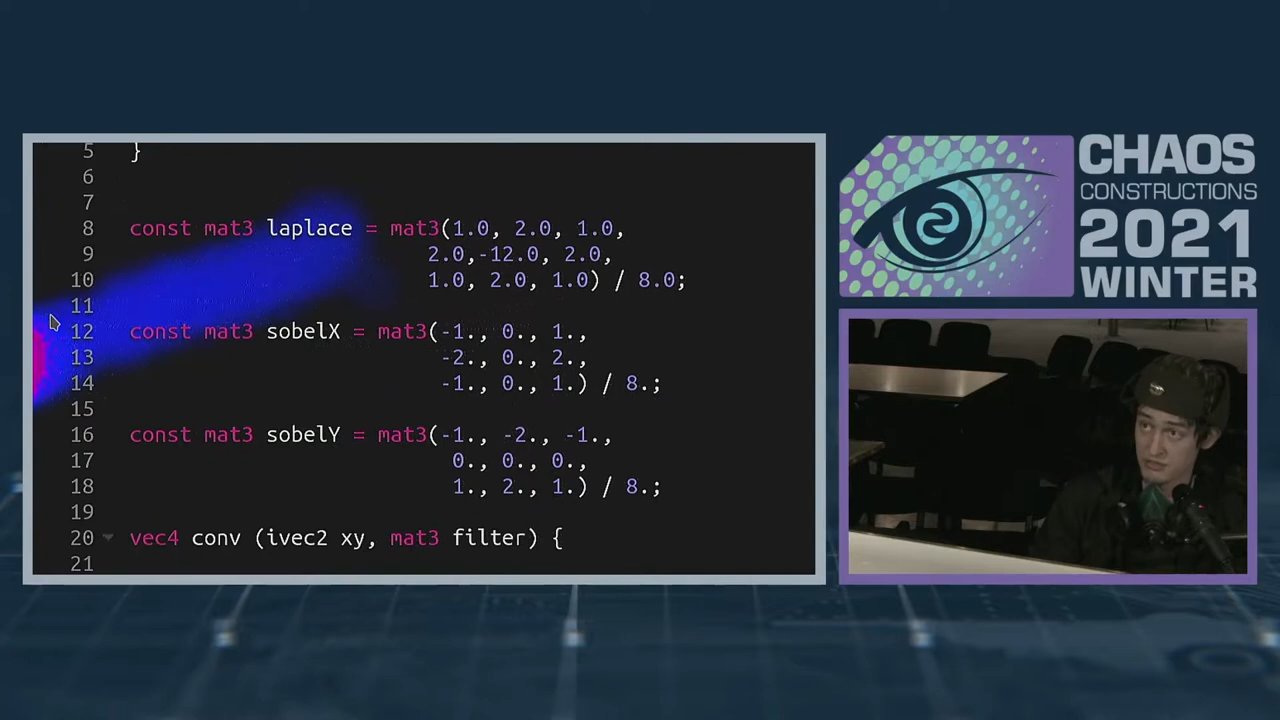 5 }
6
7
8 const mat3 laplace = mat3(1.0, 2.0, 1.0,
9 2.0,-12.0, 2.0,
10 1.0, 2.0, 1.0) / 8.0;
11
12 const mat3 sobelX = mat3(-1., 0., 1.,
13 -2., 0., 2.,
14 -1., 0., 1.) / 8.;
15
16 const mat3 sobelY = mat3(-1., -2., -1.,
17 0., 0., 0.,
18 1., 2., 1.) / 8.;
19
20 vec4 conv (ivec2 xy, mat3 filter) {
21
CHAOS
CONSTRUCTIONS
2021
WINTER